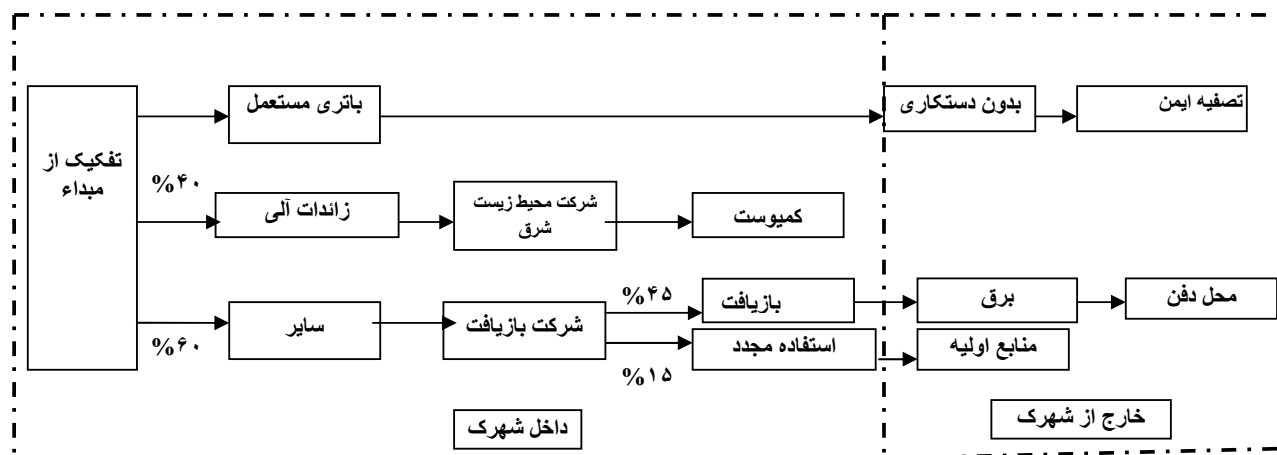 باتری مستعمل
بدون دستکاری
تصفیه ایمن
تفکیک از
مبداء
%۴۰
زائدات آلی
شرکت محیط زیست
شرق
کمپوست
%۶۰
سایر
شرکت بازیافت
%۴۵
بازیافت
برق
محل دفن
%۱۵
استفاده مجدد
منابع اولیه
داخل شهرک
خارج از شهرک